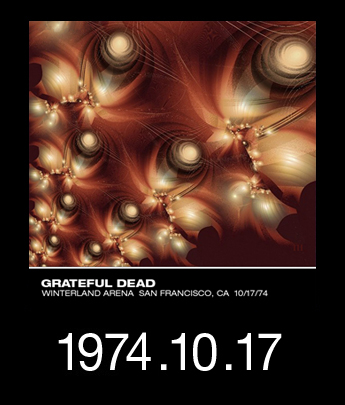 GRATEFUL DEAD
WINTERLAND ARENA SAN FRANCISCO, CA 10/17/74
1974.10.17